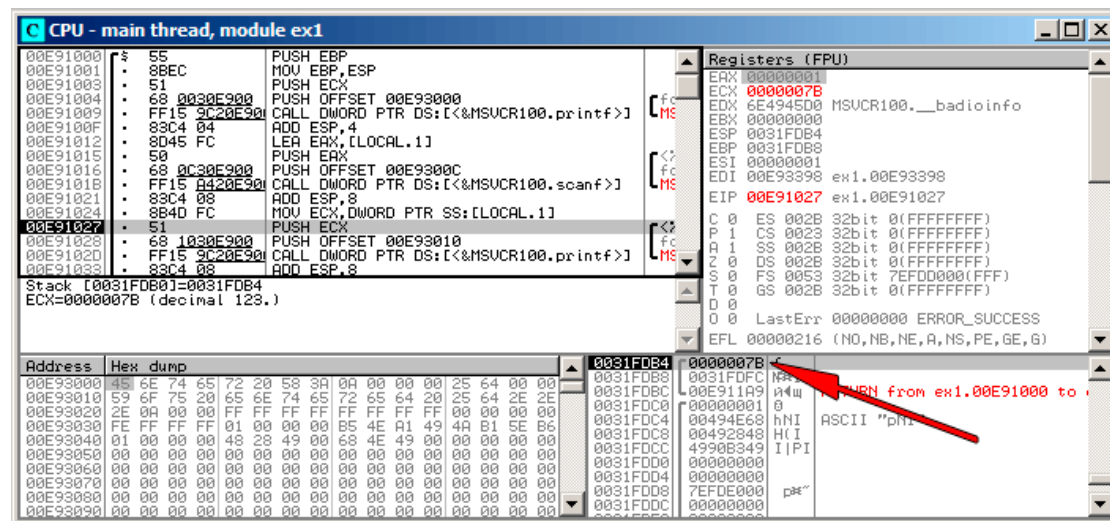 CPU - main thread, module ex1
00E91000 $ 55 PUSH EBP
00E91001 . 8BEC MOV EBP,ESP
00E91003 . 51 PUSH ECX
00E91004 . 68 0030E900 PUSH OFFSET 00E93000
00E91009 . FF15 9C20E90 CALL DWORD PTR DS:[<&MSVCR100.printf>]
00E9100F . 83C4 04 ADD ESP,4
00E91012 . 8D45 FC LEA EAX,[LOCAL.1]
00E91015 . 50 PUSH EAX
00E91016 . 68 0C30E900 PUSH OFFSET 00E9300C
00E9101B . FF15 A420E90 CALL DWORD PTR DS:[<&MSVCR100.scanf>]
00E91021 . 83C4 08 ADD ESP,8
00E91024 . 8B4D FC MOV ECX,DWORD PTR SS:[LOCAL.1]
00E91027 . 51 PUSH ECX
00E91028 . 68 1030E900 PUSH OFFSET 00E93010
00E9102D . FF15 9C20E90 CALL DWORD PTR DS:[<&MSVCR100.printf>]
00E91033 . 83C4 08 ADD ESP,8
Stack [0031FDB0]=0031FDB4
ECX=0000007B (decimal 123.)
Registers (FPU)
EAX 00000001
ECX 0000007B
EDX 6E4945D0 MSVCR100.__badioinfo
EBX 00000000
ESP 0031FDB4
EBP 0031FDB8
ESI 00000001
EDI 00E93398 ex1.00E93398
EIP 00E91027 ex1.00E91027
C 0 ES 002B 32bit 0(FFFFFFFF)
P 1 CS 0023 32bit 0(FFFFFFFF)
A 1 SS 002B 32bit 0(FFFFFFFF)
Z 0 DS 002B 32bit 0(FFFFFFFF)
S 0 FS 0053 32bit 7EFDD000(FFF)
T 0 GS 002B 32bit 0(FFFFFFFF)
D 0
O 0 LastErr 00000000 ERROR_SUCCESS
EFL 00000216 (NO,NB,NE,A,NS,PE,GE,G)
Address Hex dump
00E93000 45 6E 74 65 72 20 58 3A 0A 00 00 00 25 64 00 00
00E93010 59 6F 75 20 65 6E 74 65 72 65 64 20 25 64 2E 2E
00E93020 2E 0A 00 00 FF FF FF FF FF FF FF FF 00 00 00 00
00E93030 FE FF FF FF 01 00 00 00 B5 4E A1 49 4A B1 5E B6
00E93040 01 00 00 00 48 28 49 00 68 4E 49 00 00 00 00 00
00E93050 00 00 00 00 00 00 00 00 00 00 00 00 00 00 00 00
00E93060 00 00 00 00 00 00 00 00 00 00 00 00 00 00 00 00
00E93070 00 00 00 00 00 00 00 00 00 00 00 00 00 00 00 00
00E93080 00 00 00 00 00 00 00 00 00 00 00 00 00 00 00 00
00E93090 00 00 00 00 00 00 00 00 00 00 00 00 00 00 00 00
0031FDB4 0000007B {
0031FDB8 0031FDFC
0031FDBC 00E911A9 from ex1.00E91000 to
0031FDC0 00000001
0031FDC4 00494E68 hNI ASCII "pNI
0031FDC8 00492848 H(I
0031FDCC 4990B349
0031FDD0 00000000
0031FDD4 00000000
0031FDD8 7EFDE000
0031FDDC 00000000